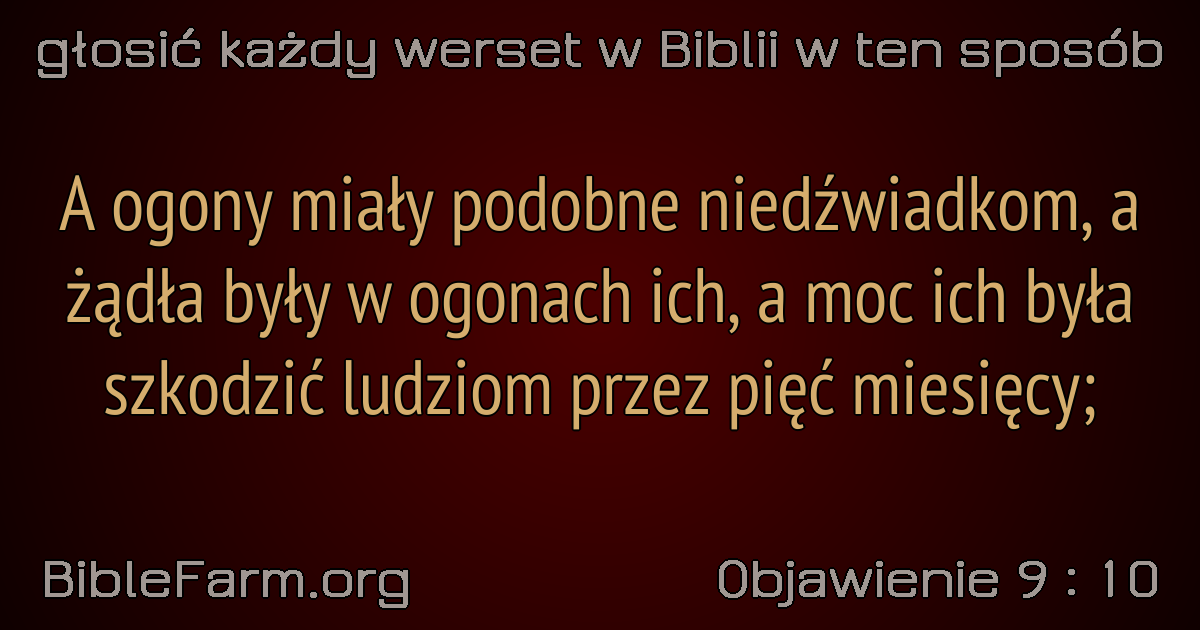 głosić każdy werset w Biblii w ten sposób
A ogony miały podobne niedźwiadkom, a
żądła były w ogonach ich, a moc ich była
szkodzić ludziom przez pięć miesięcy;
BibleFarm.org
Objawienie 9 : 10